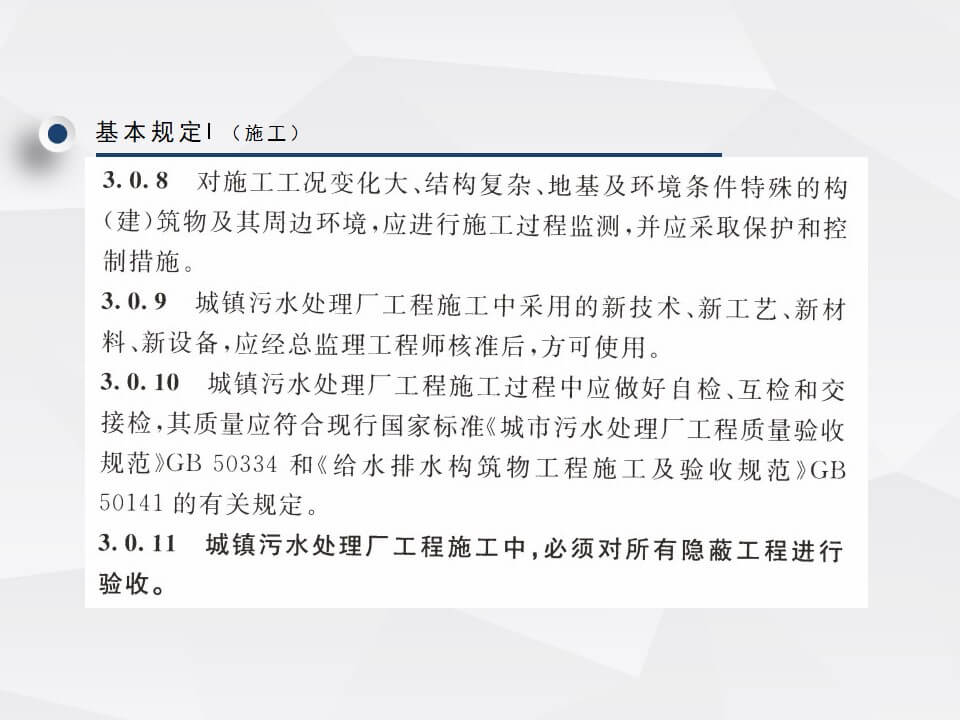 基本规定I（施工）
3.0.8 对施工工况变化大、结构复杂、地基及环境条件特殊的构
（建）筑物及其周边环境，应进行施工过程监测，并应采取保护和控
制措施。
3.0.9 城镇污水处理厂工程施工中采用的新技术、新工艺、新材
料、新设备，应经总监理工程师核准后，方可使用。
3.0.10 城镇污水处理厂工程施工过程中应做好自检、互检和交
接检，其质量应符合现行国家标准《城市污水处理厂工程质量验收
规范》GB 50334 和《给水排水构筑物工程施工及验收规范》GB
50141 的有关规定。
3.0.11 城镇污水处理厂工程施工中，必须对所有隐蔽工程进行
验收。